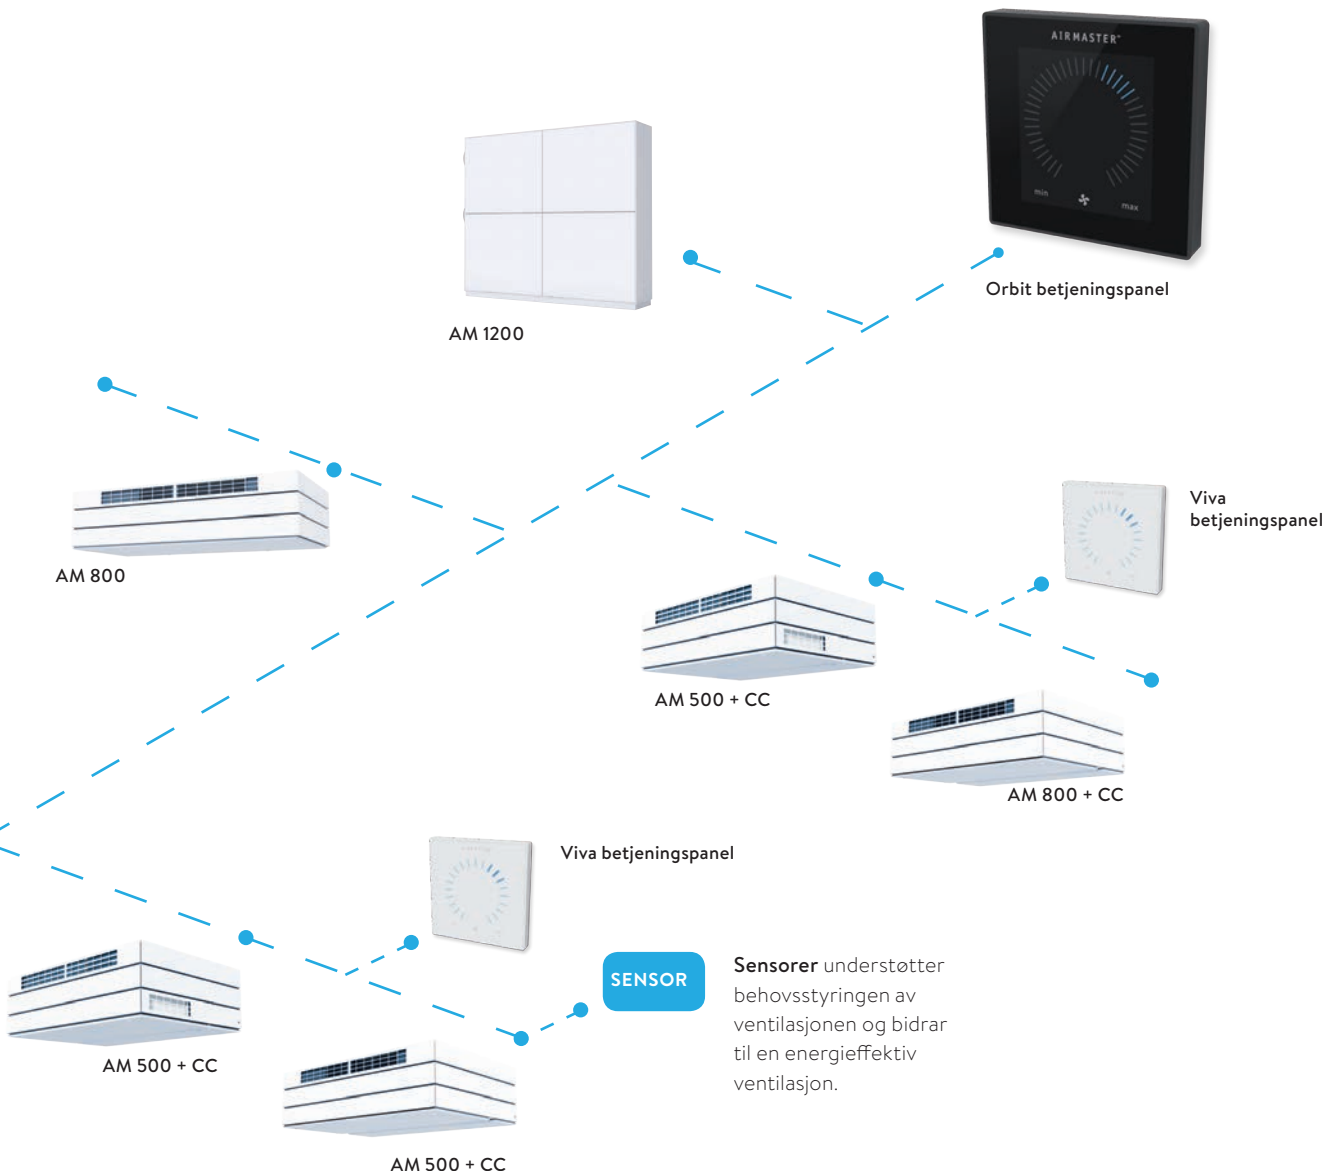 AIRMASTER
min
max
Orbit betjeningspanel
AM 1200
AM 800
Viva
betjeningspanel
AM 500 + CC
AM 800 + CC
Viva betjeningspanel
SENSOR
Sensorer understøtter
behovsstyringen av
ventilasjonen og bidrar
til en energieffektiv
ventilasjon.
AM 500 + CC
AM 500 + CC